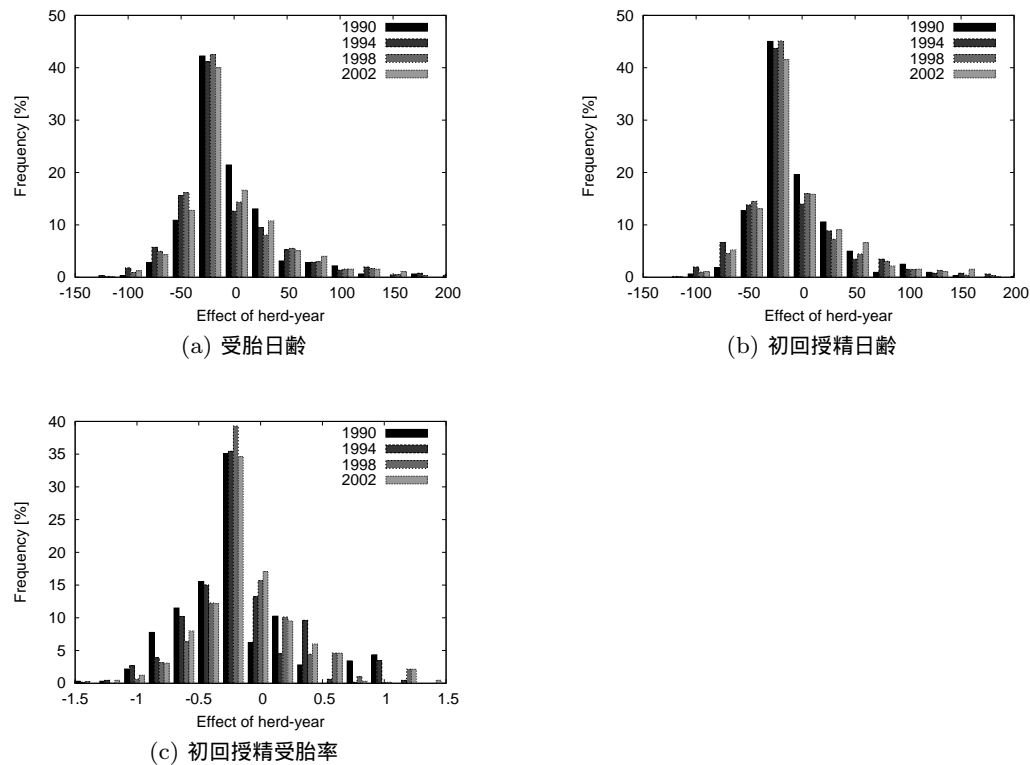 50
40
30
20
10
0
Frequency [%]
-150 -100 -50 0 50 100 150 200
Effect of herd-year
1990
1994
1998
2002
(a) 受胎日齢
50
40
30
20
10
0
Frequency [%]
-150 -100 -50 0 50 100 150 200
Effect of herd-year
1990
1994
1998
2002
(b) 初回授精日齢
40
35
30
25
20
15
10
5
0
Frequency [%]
-1.5 -1 -0.5 0 0.5 1 1.5
Effect of herd-year
1990
1994
1998
2002
(c) 初回授精受胎率